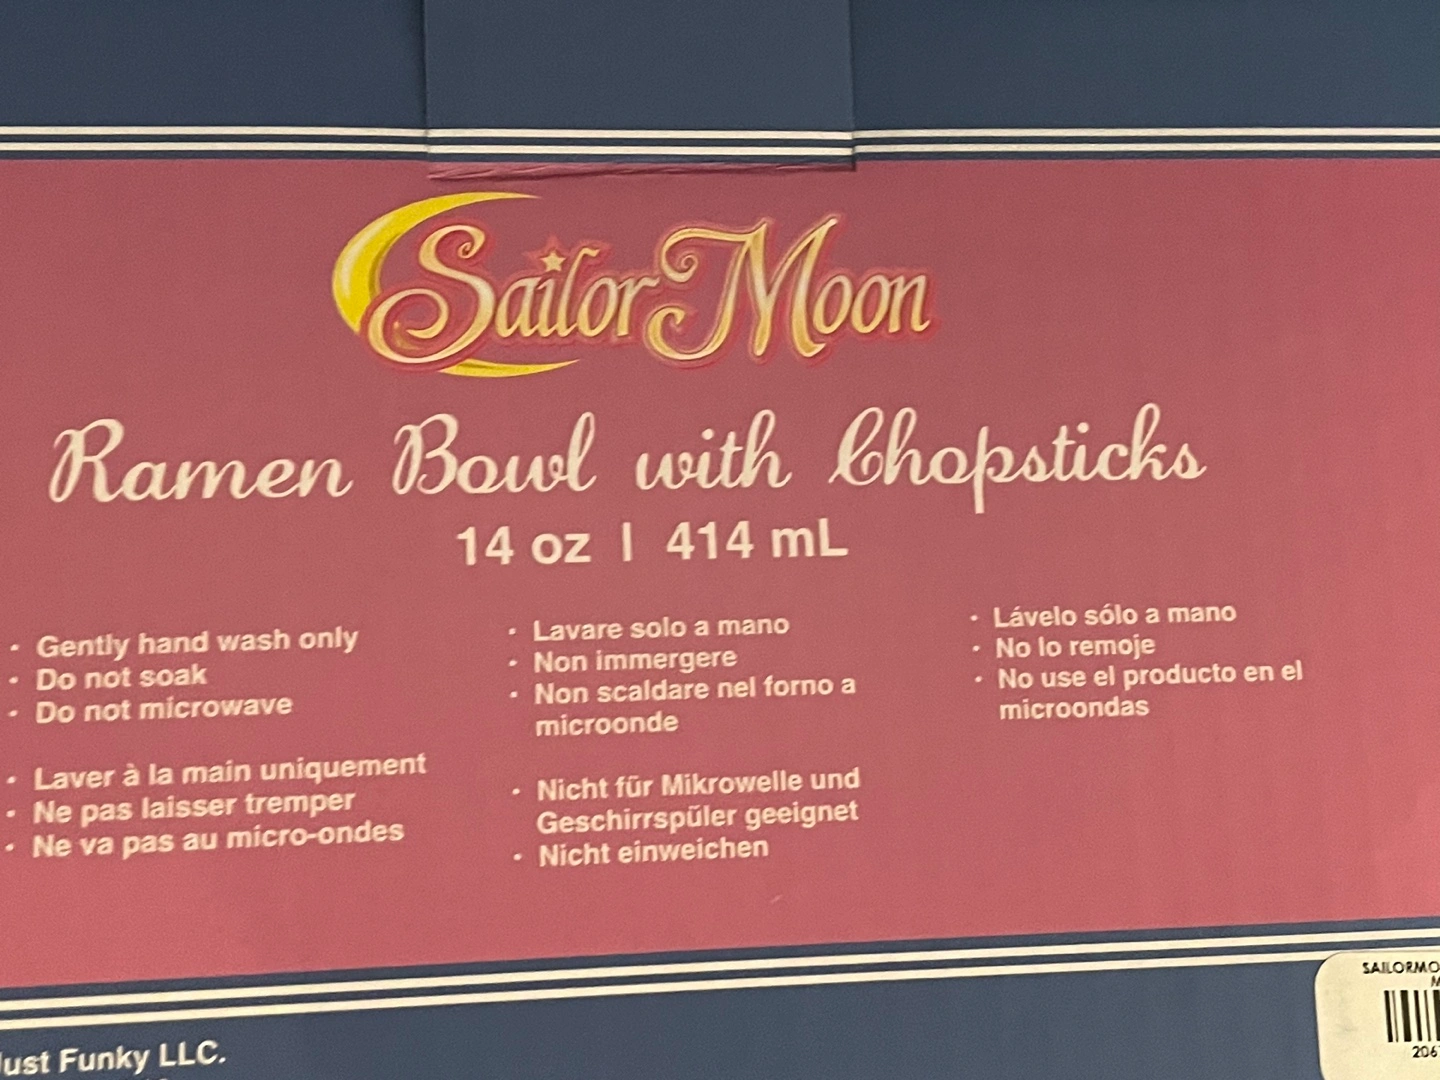 Sailor Moon
Ramen Bowl with Chopsticks
14 oz | 414 mL
• Gently hand wash only
• Do not soak
• Do not microwave
• Laver à la main uniquement
• Ne pas laisser tremper
• Ne va pas au micro-ondes
• Lavare solo a mano
• Non immergere
• Non scaldare nel forno a
microonde
• Nicht für Mikrowelle und
Geschirrspüler geeignet
• Nicht einweichen
• Lávelo sólo a mano
• No lo remoje
• No use el producto en el
microondas
Just Funky LLC.
SAILORMO
M
206